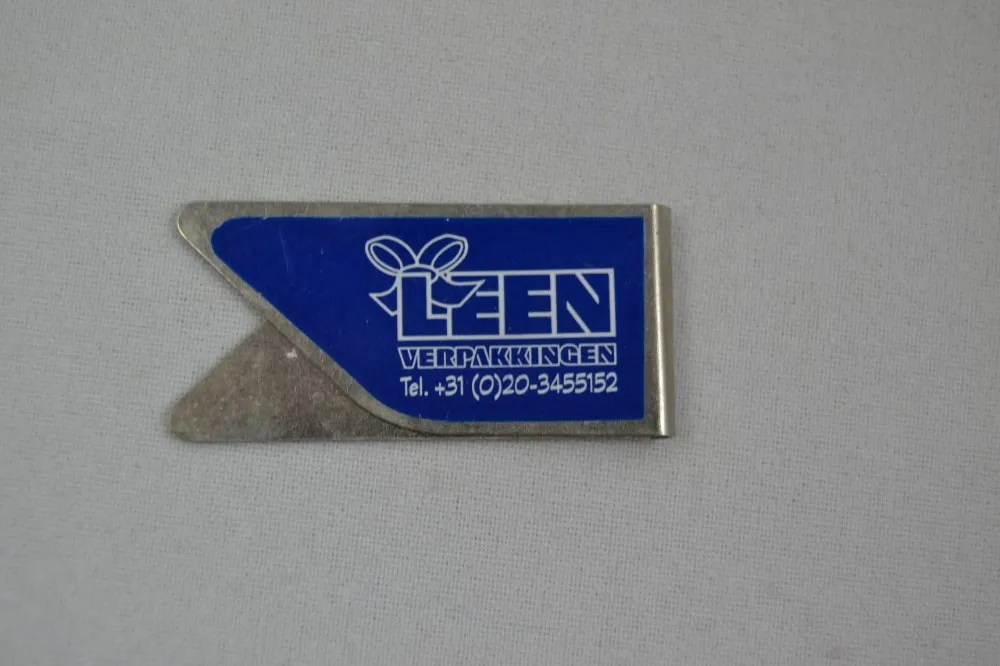 LEEN
VERPAKKINGEN
Tel. +31 (0)20-3455152